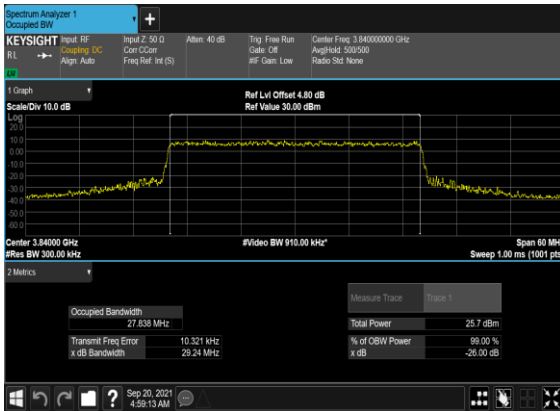 Spectrum Analyzer 1
Occupied BW
+
KEYSIGHT
RL
Input: RF
Coupling: DC
Align: Auto
Input Z: 50 Ω
Corr CCorr
Freq Ref: Int (S)
Atten: 40 dB
Trig: Free Run
Gate: Off
#IF Gain: Low
Center Freq: 3.840000000 GHz
Avg|Hold: 500/500
Radio Std: None
1 Graph
Scale/Div 10.0 dB
Ref Lvl Offset 4.80 dB
Ref Value 30.00 dBm
Log
20.0
10.0
0.00
-10.0
-20.0
-30.0
-40.0
-50.0
-60.0
Center 3.84000 GHz
#Res BW 300.00 kHz
#Video BW 910.00 kHz*
Span 60 MH
Sweep 1.00 ms (1001 pts
2 Metrics
Measure Trace
Trace 1
Occupied Bandwidth
27.838 MHz
Total Power
25.7 dBm
Transmit Freq Error
10.321 kHz
% of OBW Power
99.00 %
x dB Bandwidth
29.24 MHz
x dB
-26.00 dB
?
Sep 20, 2021
4:59:13 AM